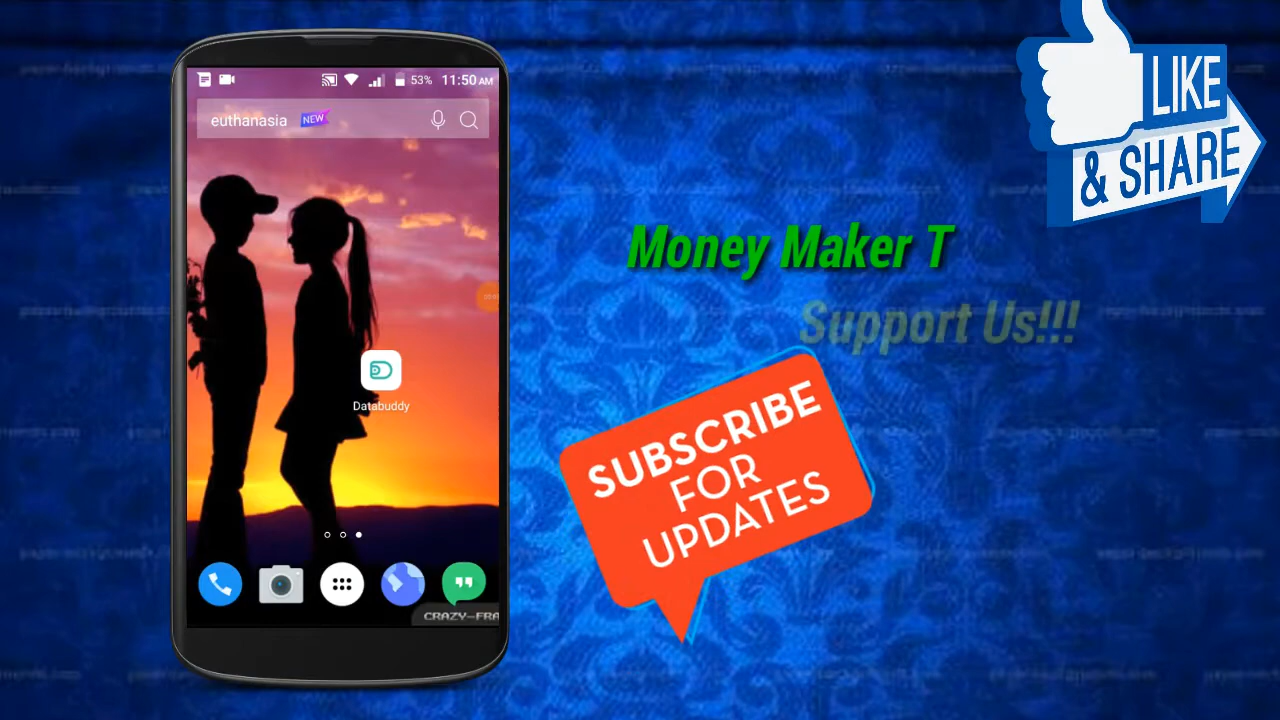 53% 11:50 AM
euthanasia NEW
Databuddy
CRAZY-FRA
LIKE
& SHARE
Money Maker T
Support Us!!!
SUBSCRIBE
FOR
UPDATES